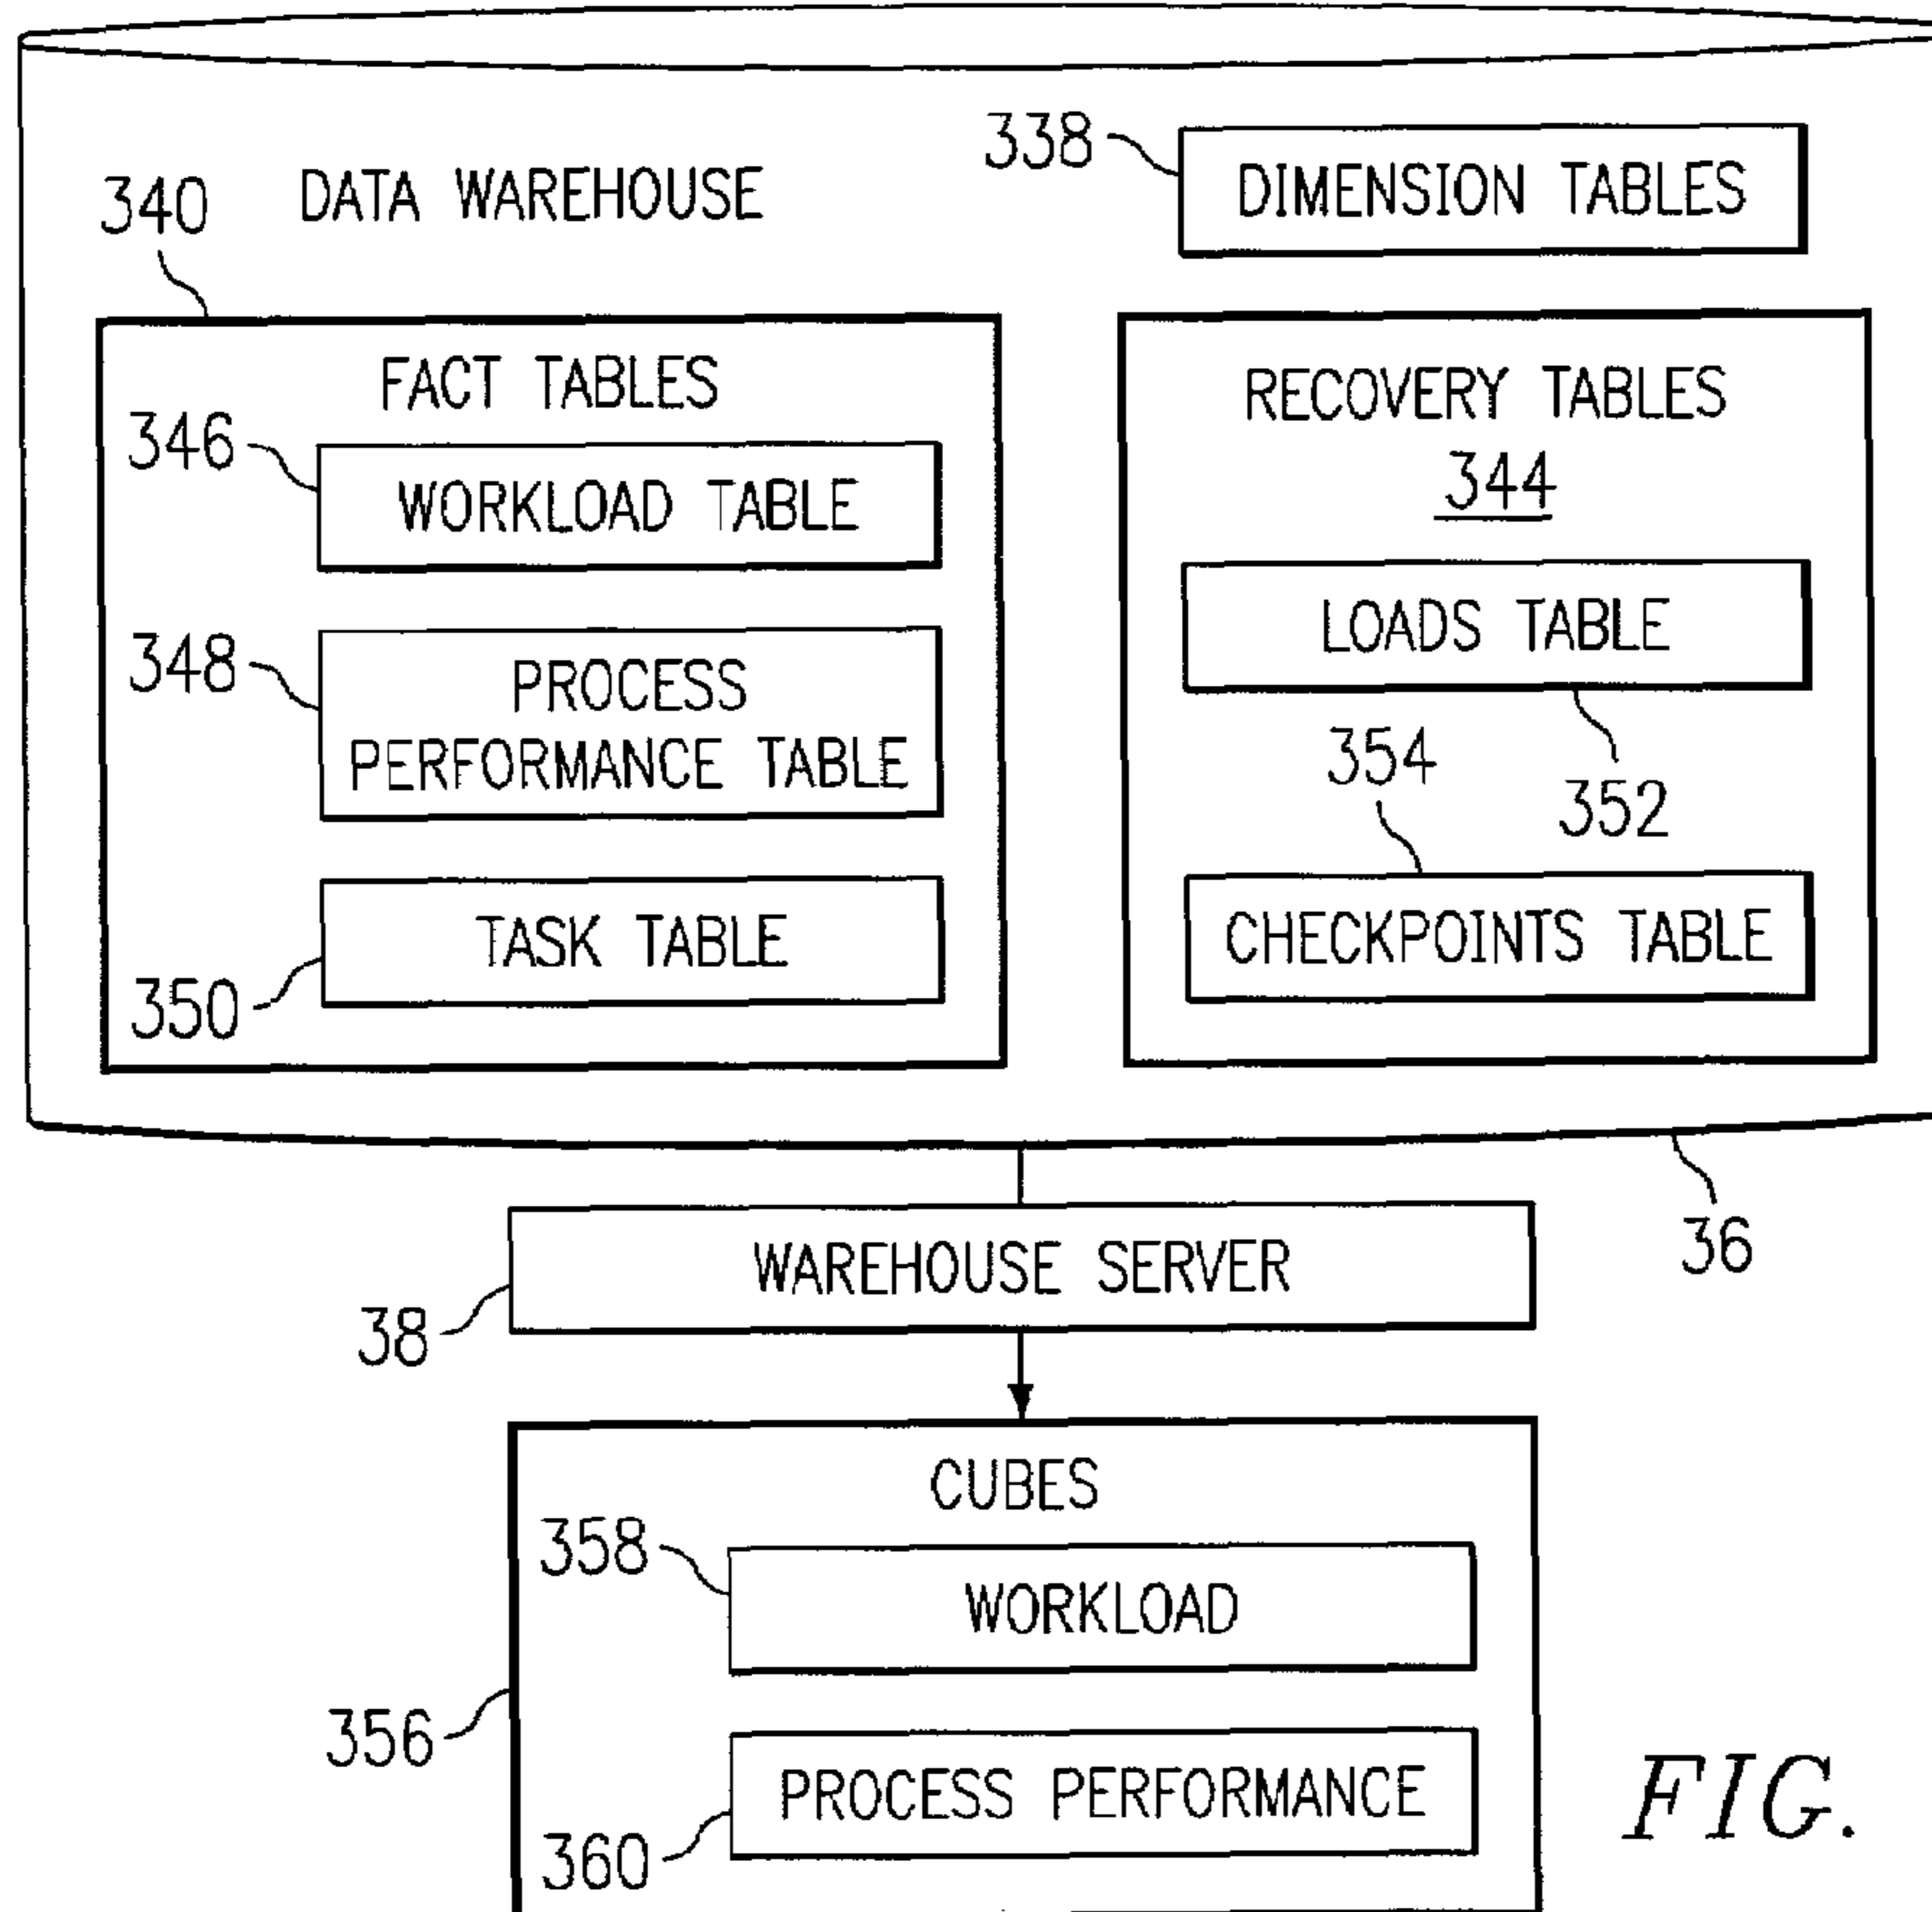 338
DIMENSION TABLES
DATA WAREHOUSE
340
FACT TABLES
346
WORKLOAD TABLE
348
PROCESS
PERFORMANCE TABLE
350
TASK TABLE
RECOVERY TABLES
344
LOADS TABLE
352
354
CHECKPOINTS TABLE
36
WAREHOUSE SERVER
38
CUBES
358
WORKLOAD
356
PROCESS PERFORMANCE
360
FIG.